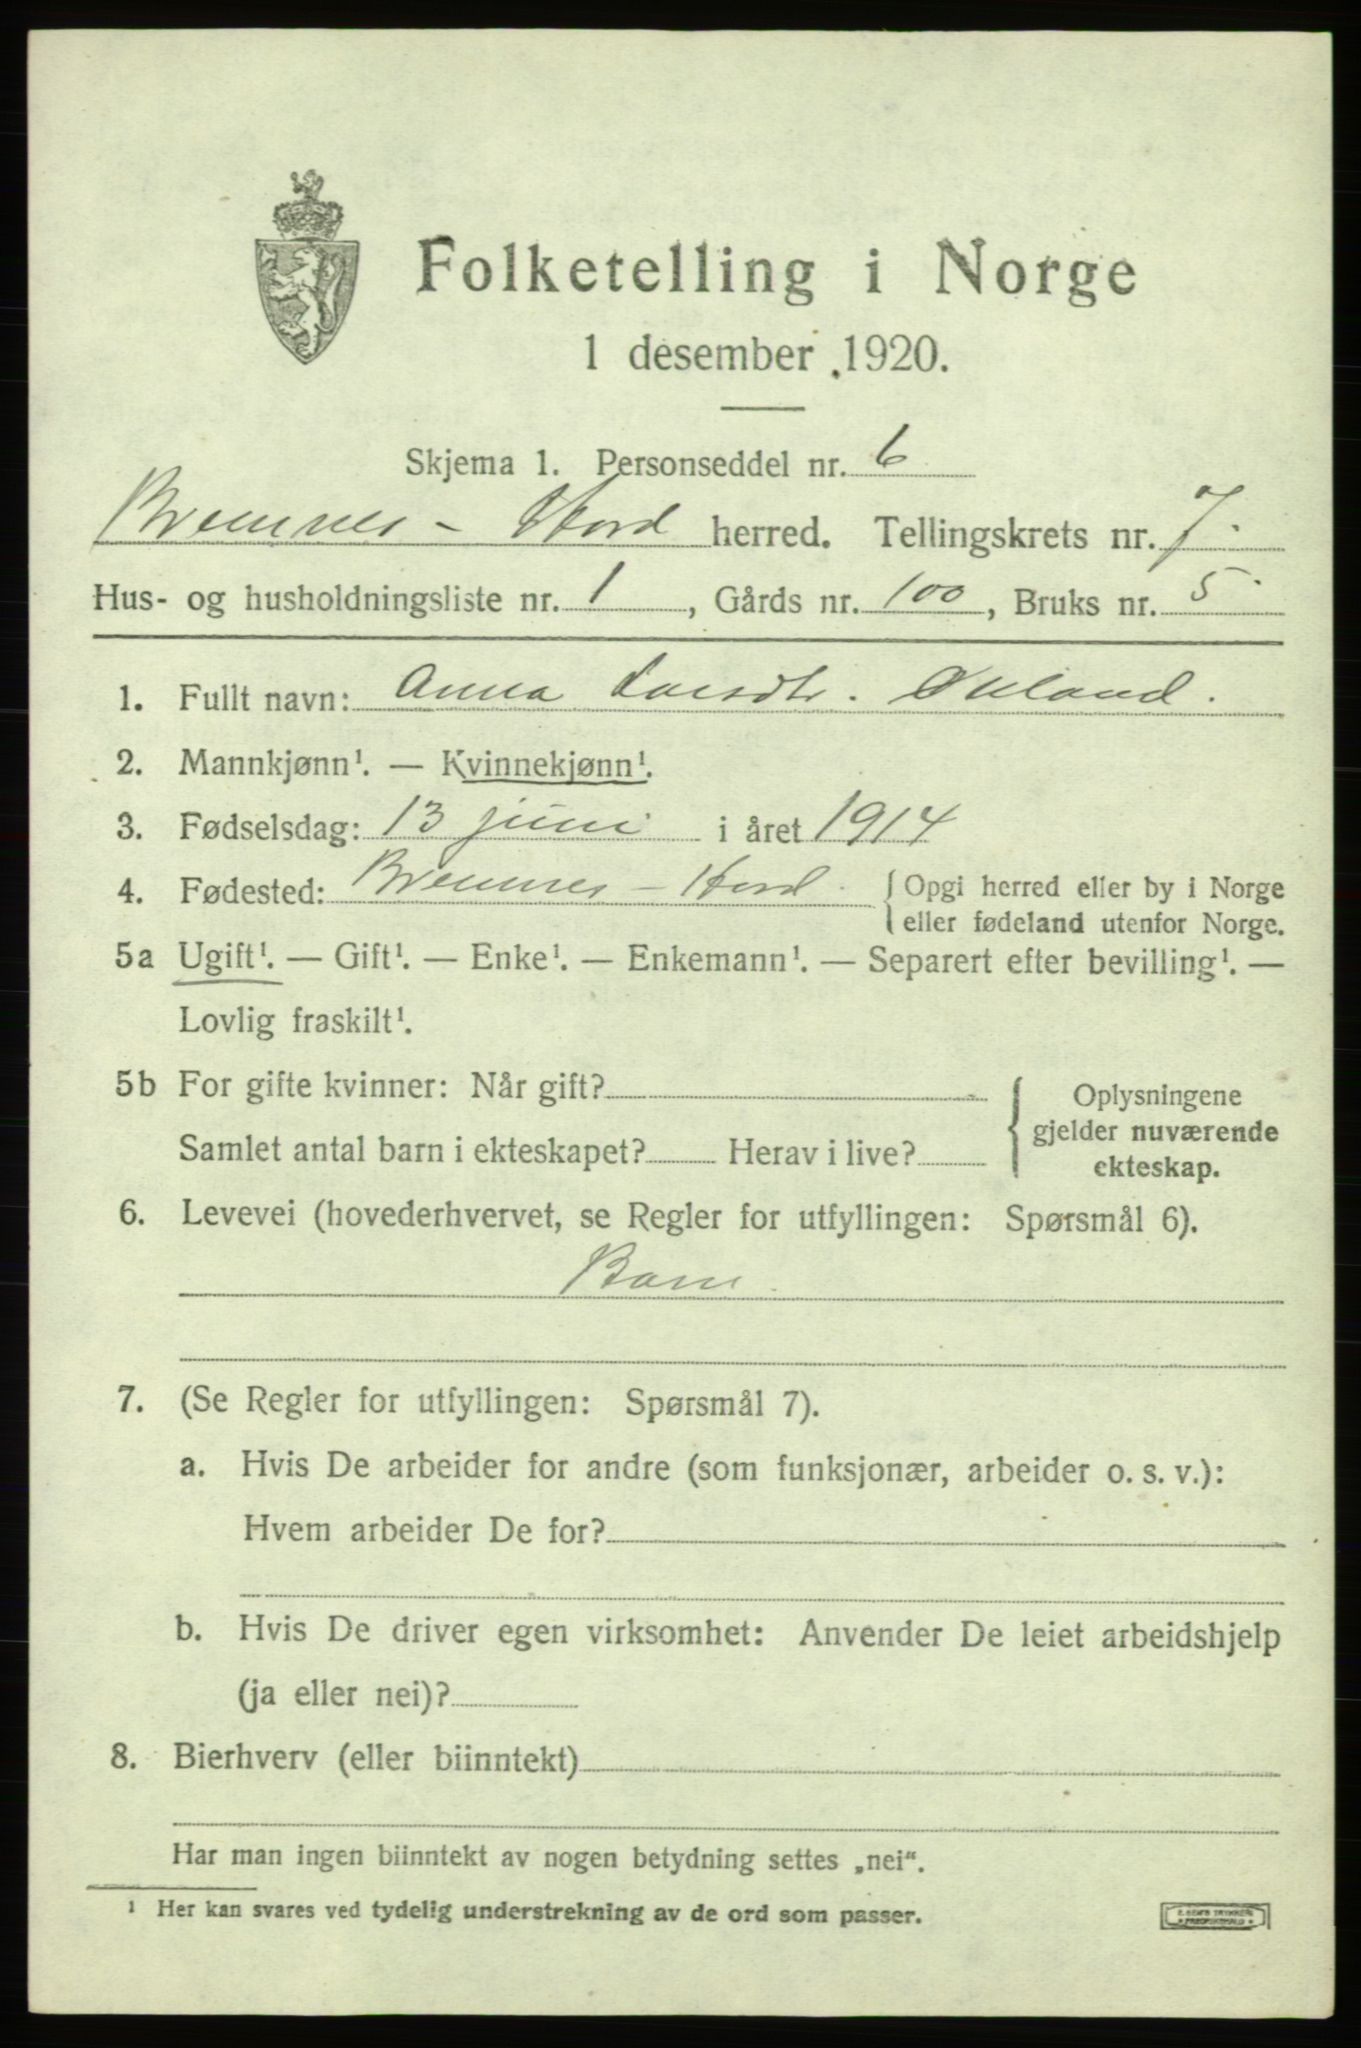 Folketelling i Norge
1 desember 1920.
Skjema 1. Personseddel nr. 6
Bremnes - Hord herred. Tellingskrets nr. 7.
Hus- og husholdningsliste nr. 1, Gårds nr. 100, Bruks nr. 5
1. Fullt navn: Anna Larsdtr.
2. Mannkjønn¹. — Kvinnekjønn¹.
3. Fødselsdag: 13 juni i året 1914
4. Fødested: Bremnes - Hord. { Opgi herred eller by i Norge
eller fødeland utenfor Norge.
5a Ugift¹. — Gift¹. — Enke¹. — Enkemann¹. — Separert efter bevilling¹. —
Lovlig fraskilt¹.
5b For gifte kvinner: Når gift?
Samlet antal barn i ekteskapet? Herav i live?
{ Oplysningene
gjelder nuværende
ekteskap.
6. Levevei (hovederhvervet, se Regler for utfyllingen: Spørsmål 6).
Barn
7. (Se Regler for utfyllingen: Spørsmål 7).
a. Hvis De arbeider for andre (som funksjonær, arbeider o. s. v.):
Hvem arbeider De for?
b. Hvis De driver egen virksomhet: Anvender De leiet arbeidshjelp
(ja eller nei)?
8. Bierhverv (eller biinntekt)
Har man ingen biinntekt av nogen betydning settes „nei“.
¹ Her kan svares ved tydelig understrekning av de ord som passer.